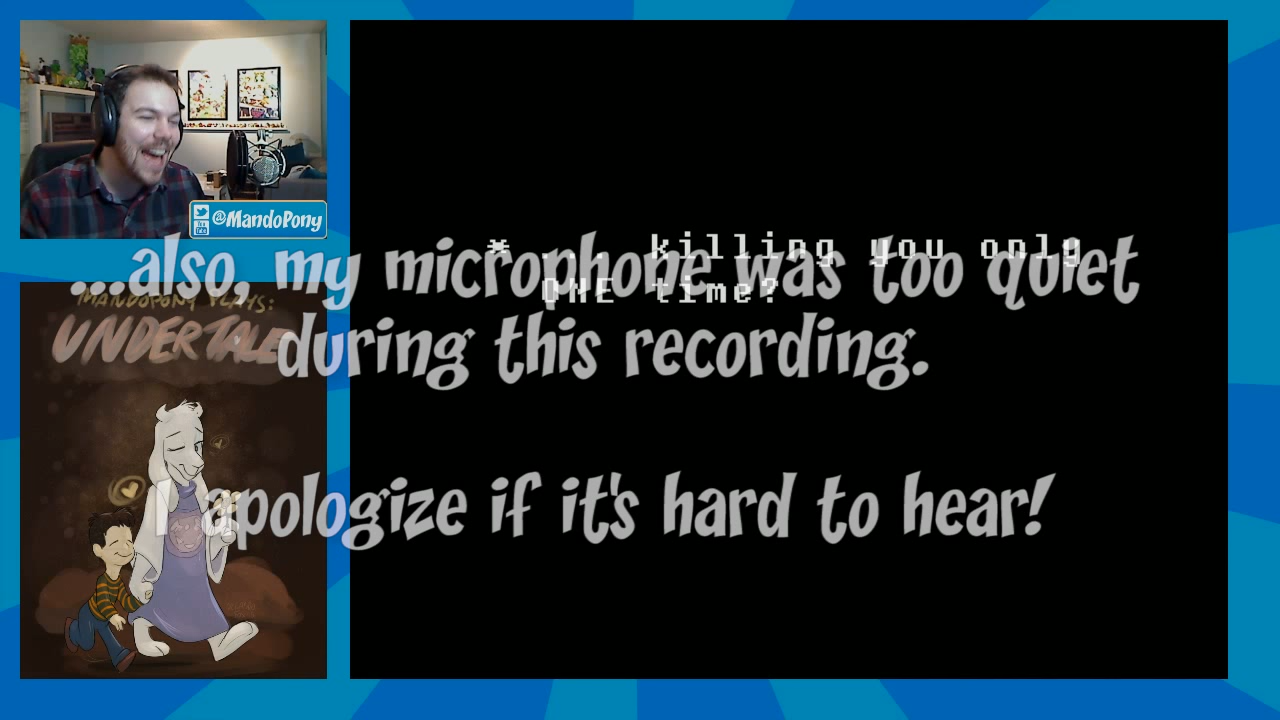 @MandoPony
* ... killing you only
ONE time?
...also, my microphone was too quiet
during this recording.
I apologize if it's hard to hear!
MANDOPONY PLAYS:
UNDERTALE